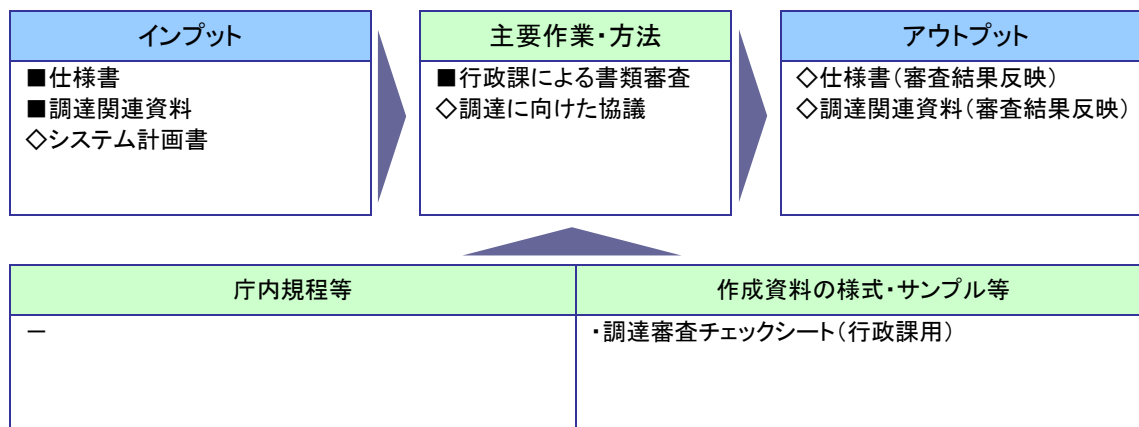 インプット
■仕様書
■調達関連資料
◇システム計画書
主要作業・方法
■行政課による書類審査
◇調達に向けた協議
アウトプット
◇仕様書（審査結果反映）
◇調達関連資料（審査結果反映）
庁内規程等
－
作成資料の様式・サンプル等
・調達審査チェックシート（行政課用）